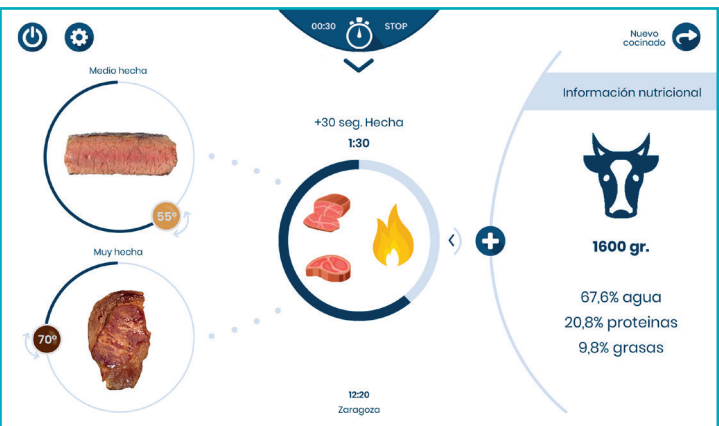 00:30
STOP
Nuevo
cocinado
Medio hecha
55º
Muy hecha
70º
+30 seg. Hecha
1:30
12:20
Zaragoza
Información nutricional
1600 gr.
67,6% agua
20,8% proteinas
9,8% grasas